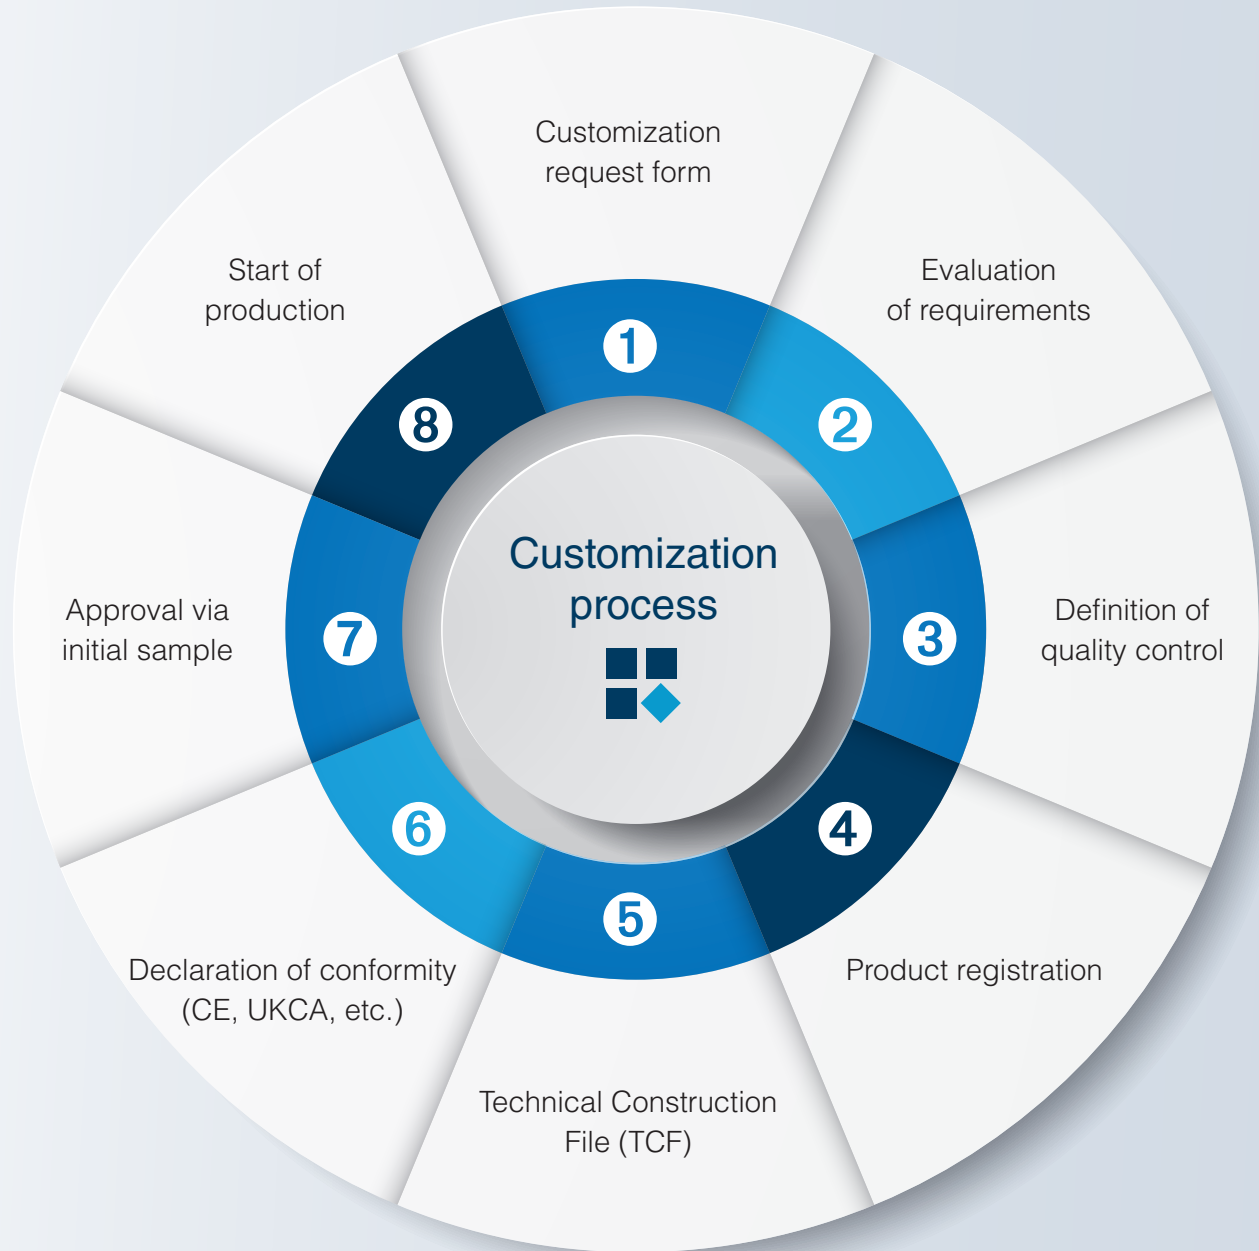 Customization
process
1
Customization
request form
2
Evaluation
of requirements
3
Definition of
quality control
4
Product registration
5
Technical Construction
File (TCF)
6
Declaration of conformity
(CE, UKCA, etc.)
7
Approval via
initial sample
8
Start of
production